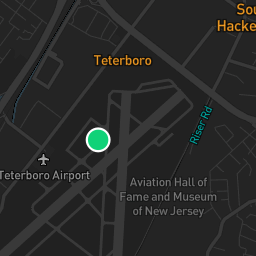 Sou
Hacke
Teterboro
Riser Rd
Teterboro Airport
Aviation Hall of
Fame and Museum
of New Jersey